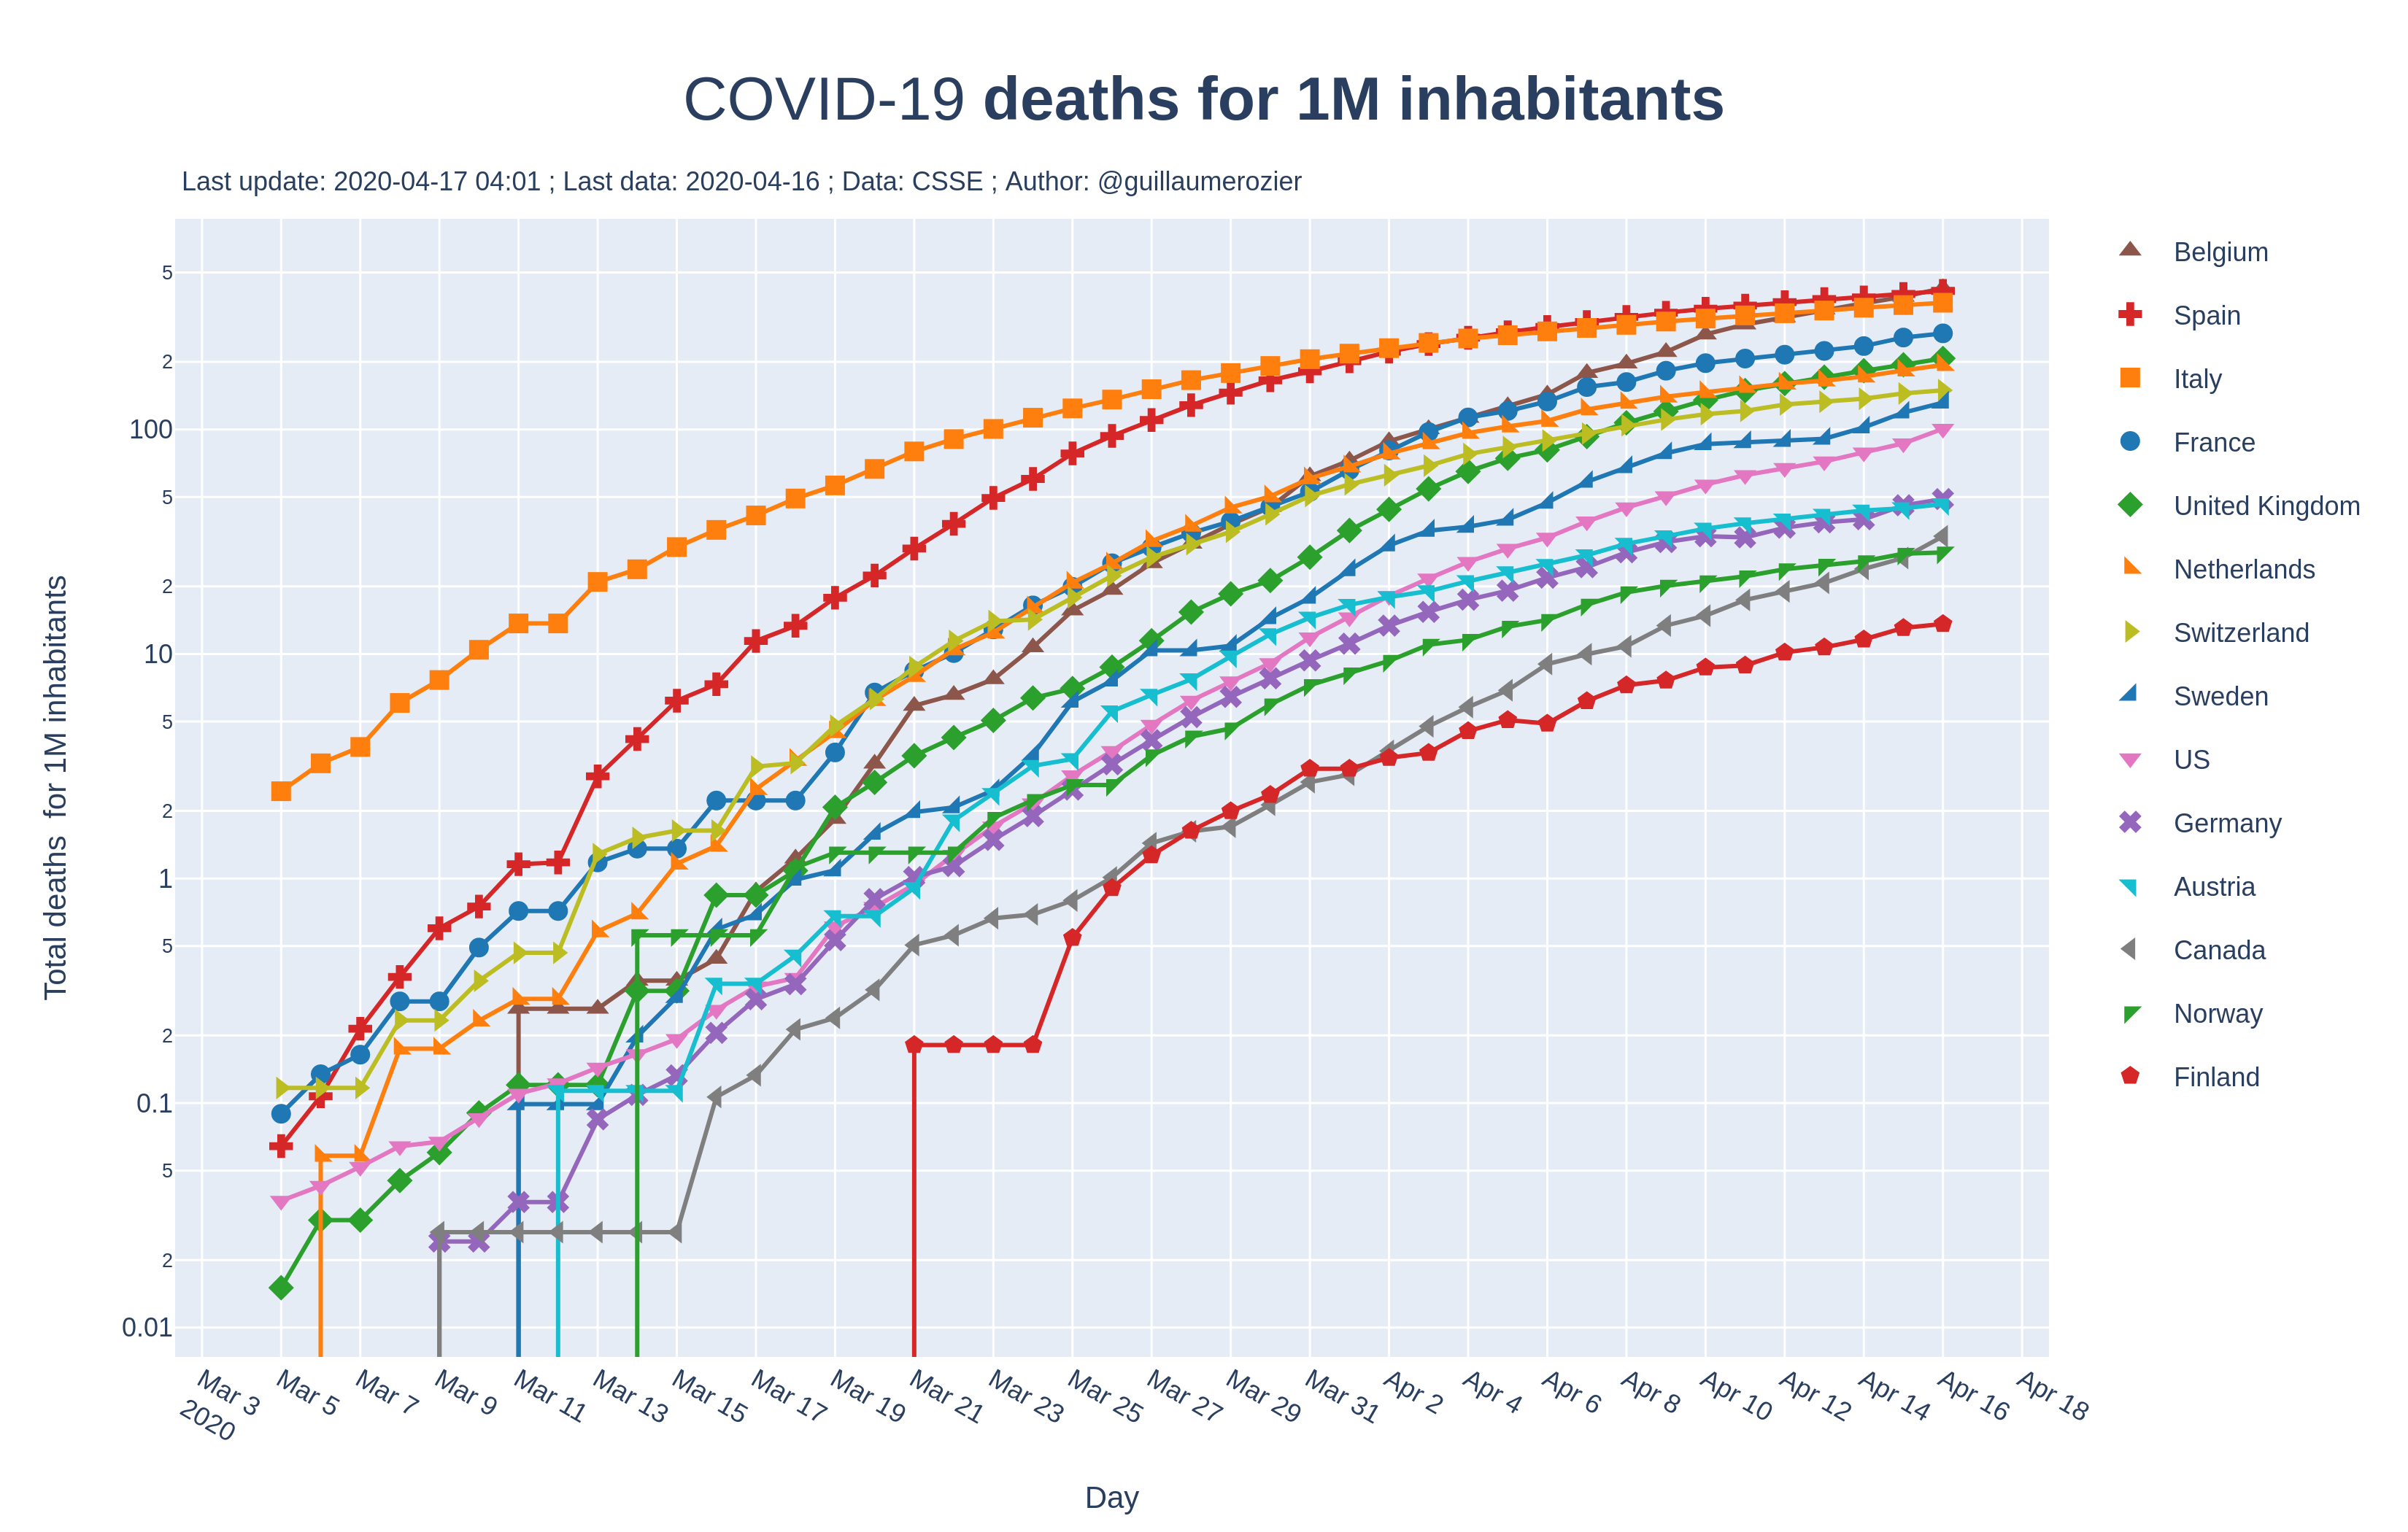 COVID-19 deaths for 1M inhabitants
Last update: 2020-04-17 04:01 ; Last data: 2020-04-16 ; Data: CSSE ; Author: @guillaumerozier
Total deaths for 1M inhabitants
5
2
100
5
2
10
5
2
1
5
2
0.1
5
2
0.01
Mar 3
2020
Mar 5
Mar 7
Mar 9
Mar 11
Mar 13
Mar 15
Mar 17
Mar 19
Mar 21
Mar 23
Mar 25
Mar 27
Mar 29
Mar 31
Apr 2
Apr 4
Apr 6
Apr 8
Apr 10
Apr 12
Apr 14
Apr 16
Apr 18
Day
Belgium
Spain
Italy
France
United Kingdom
Netherlands
Switzerland
Sweden
US
Germany
Austria
Canada
Norway
Finland